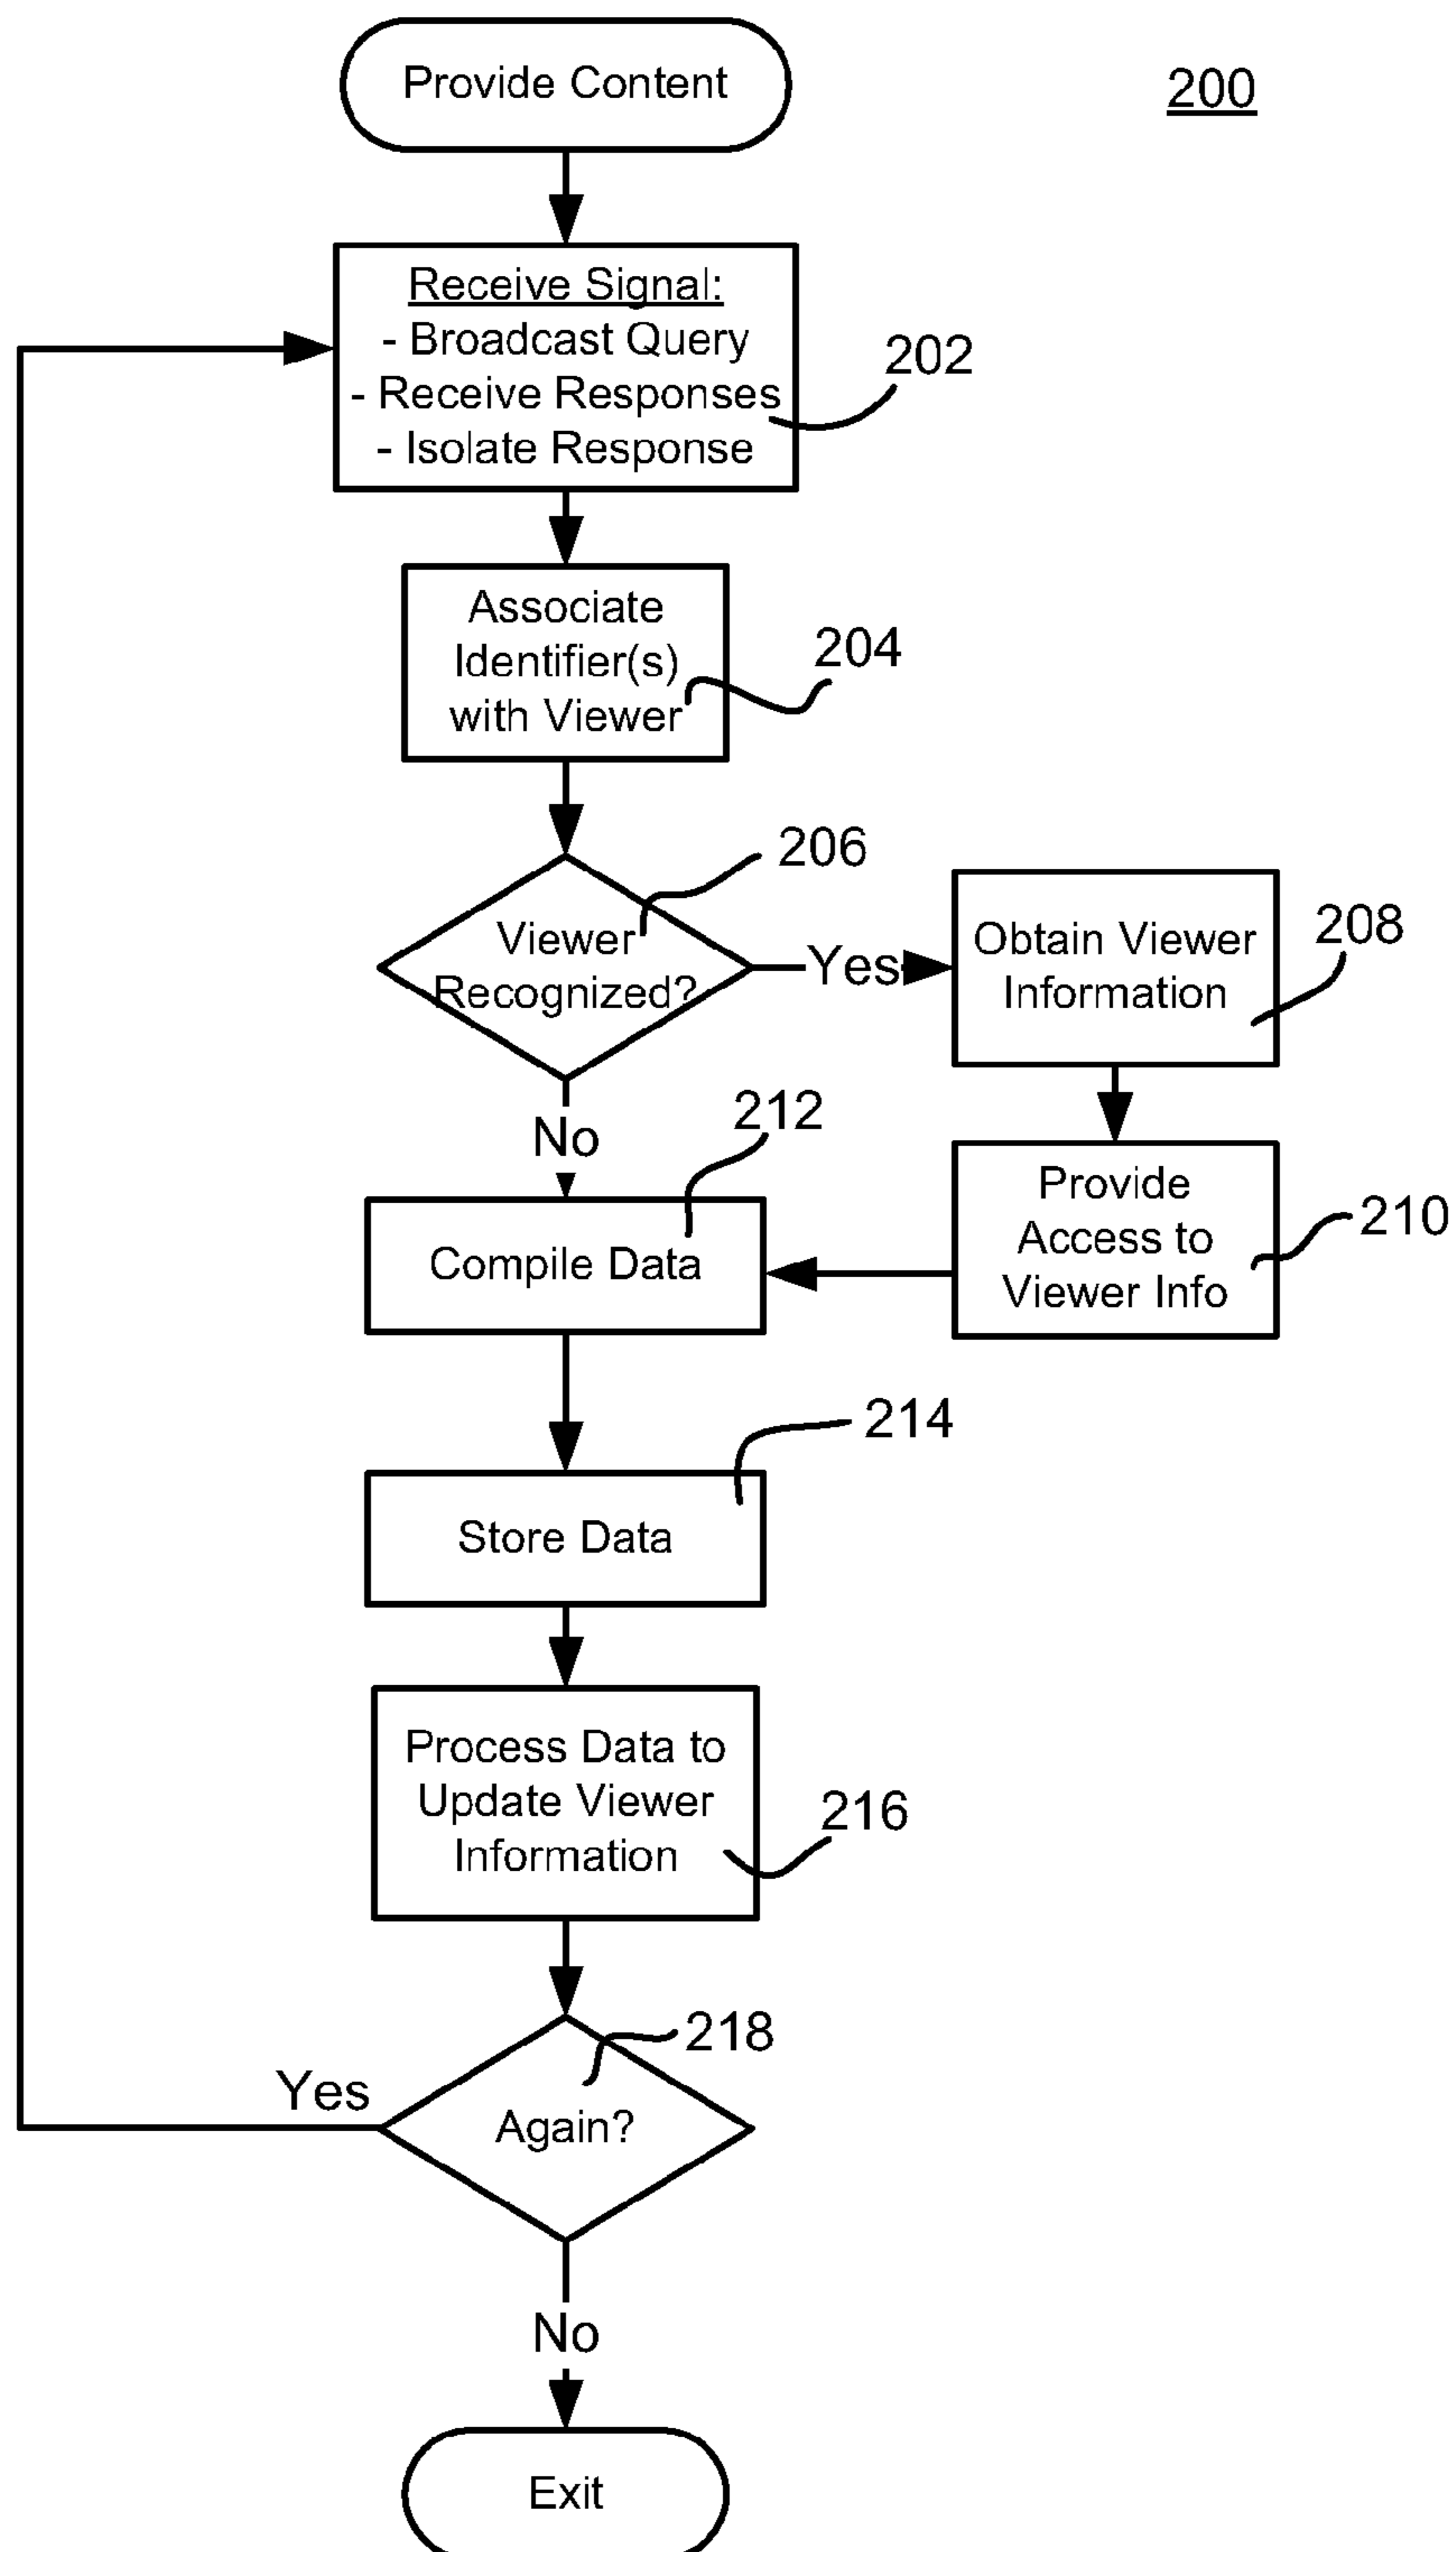 Provide Content
200
Receive Signal:
- Broadcast Query
- Receive Responses
- Isolate Response
202
Associate
Identifier(s)
with Viewer
204
206
Viewer
Recognized?
Yes
Obtain Viewer
Information
208
No
212
Provide
Access to
Viewer Info
210
Compile Data
214
Store Data
Process Data to
Update Viewer
Information
216
218
Yes
Again?
No
Exit